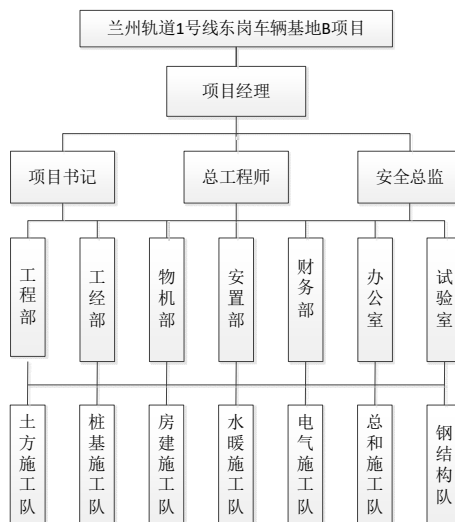 兰州轨道1号线东岗车辆基地B项目
项目经理
项目书记
总工程师
安全总监
工程部
工经部
物机部
安置部
财务部
办公室
试验室
土方施工队
桩基施工队
房建施工队
水暖施工队
电气施工队
总和施工队
钢结构队